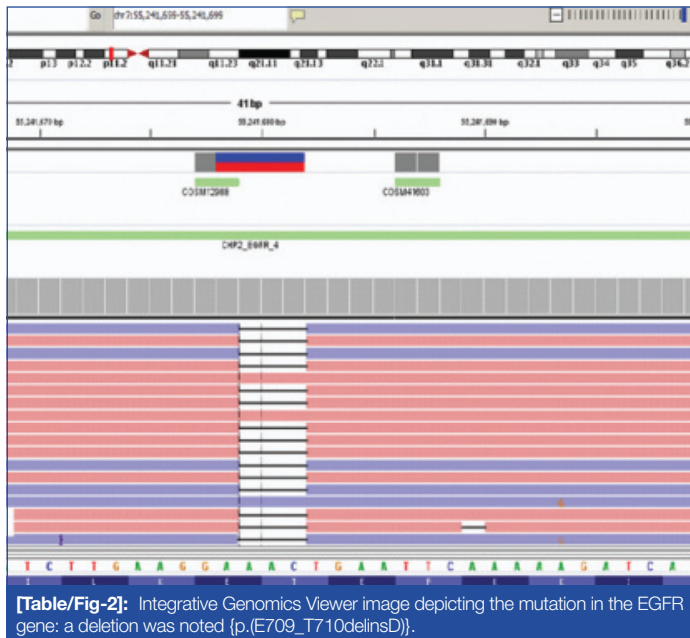 Go chr7:55,241,659-55,241,699
p13 p12.2 p11.2 q11.21 q11.23 q21.11 q21.13 q22.1 q31.1 q31.31 q32.1 q33 q34 q35 q36.2
41 bp
55,241,670 bp 55,241,680 bp 55,241,690 bp
COSM12988 COSM41603
CHP2_EGFR_4
T C T T G A A G G A A A C T G A A T T C A A A A A G A T C A
[Table/Fig-2]: Integrative Genomics Viewer image depicting the mutation in the EGFR
gene: a deletion was noted {p.(E709_T710delinsD)}.